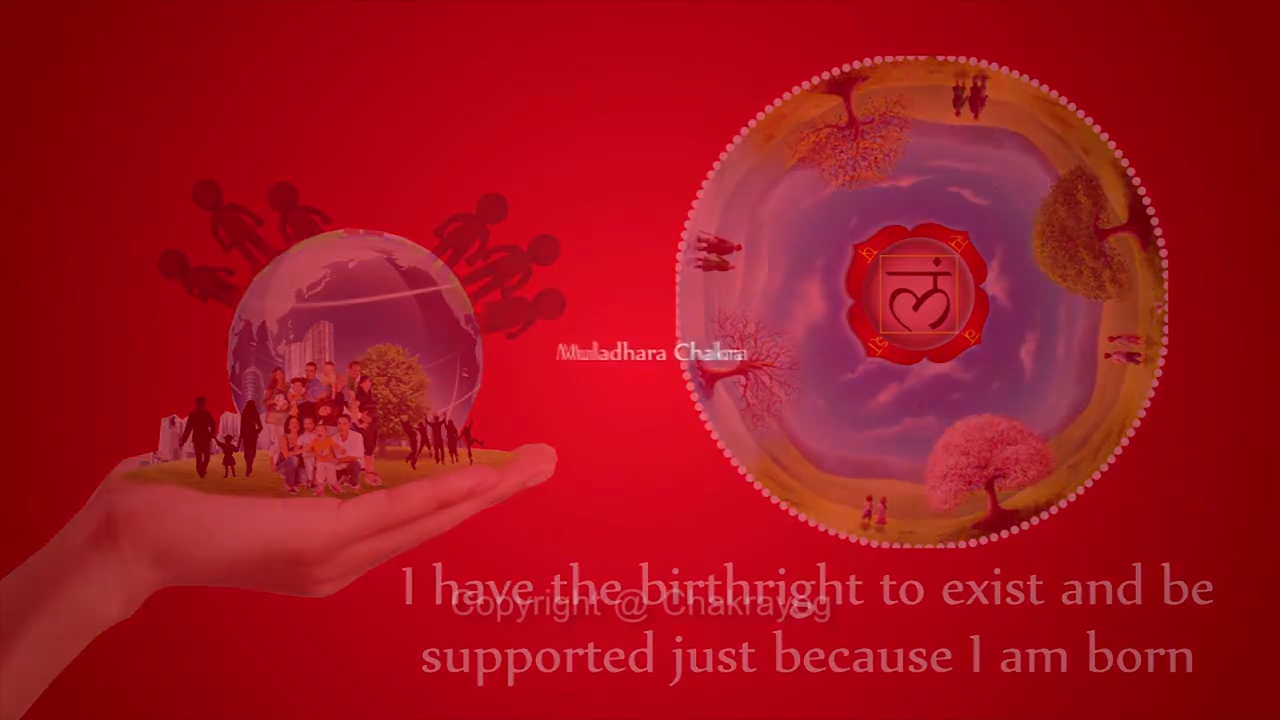 लं
Muladhara Chakra
I have the birthright to exist and be
Copyright @ Chakrayog
supported just because I am born